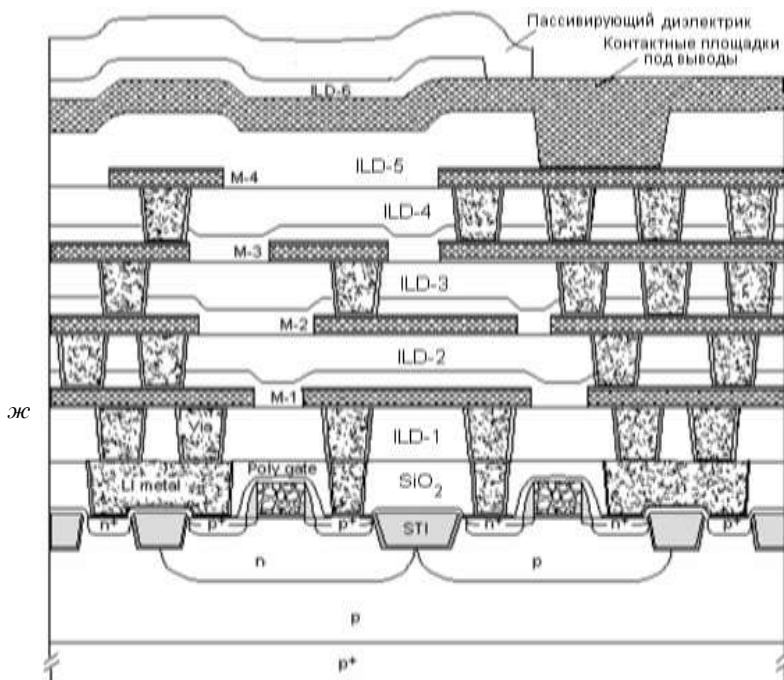 Пассивирующий диэлектрик
Контактные площадки
под выводы
ILD-6
ILD-5
M-4
ILD-4
M-3
ILD-3
M-2
ILD-2
M-1
ж
Via
ILD-1
LI metal
Poly gate
SiO₂
n⁺ p⁺ p⁺ STI n⁺ n⁺ p⁺
n p
p
p⁺